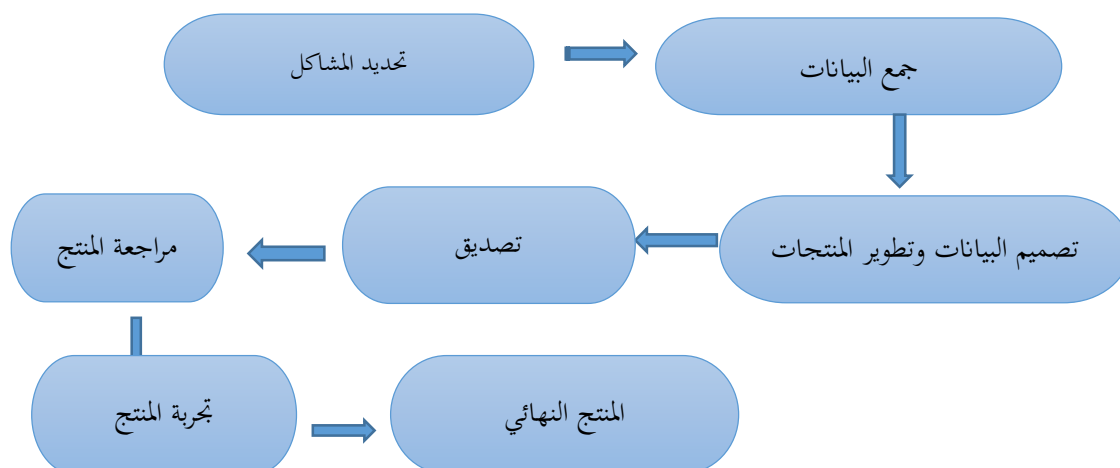 تحديد المشاكل
جمع البيانات
تصميم البيانات وتطوير المنتجات
تصديق
مراجعة المنتج
تجربة المنتج
المنتج النهائي